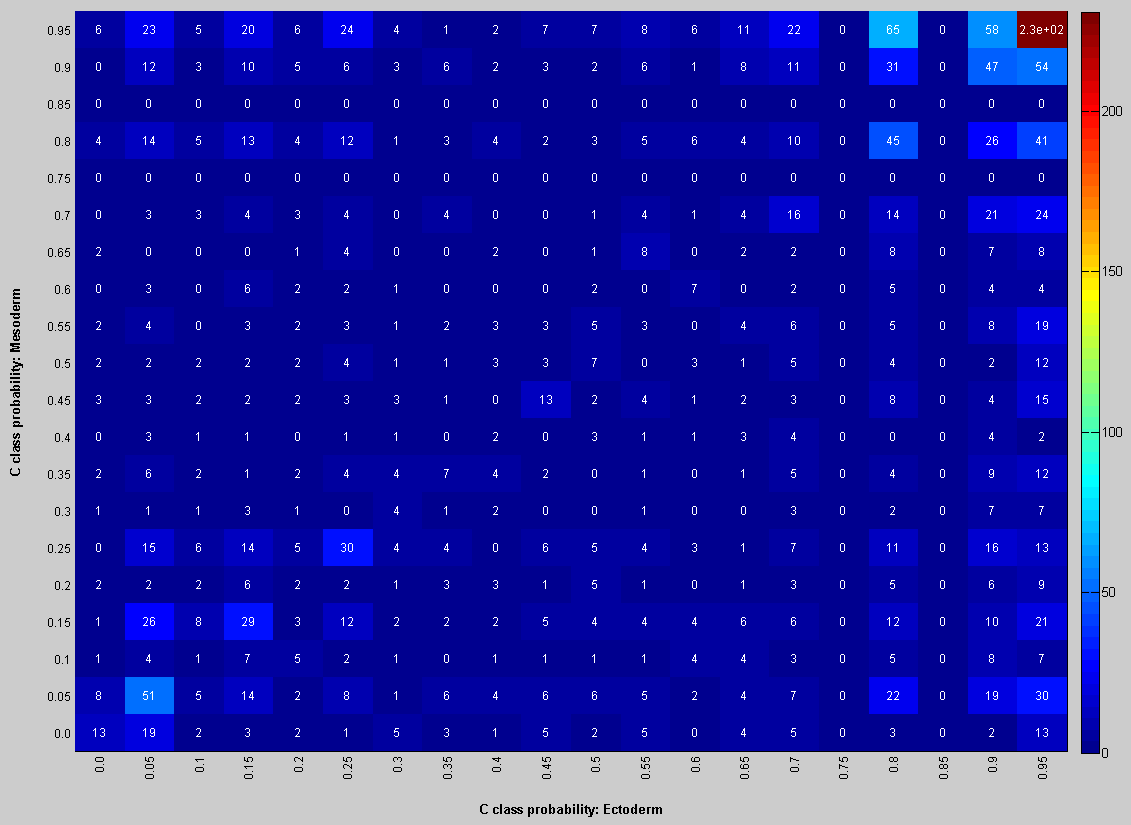 0.95 6 23 5 20 6 24 4 1 2 7 7 8 6 11 22 0 65 0 58 2.3e+02
0.9 0 12 3 10 5 6 3 6 2 3 2 6 1 8 11 0 31 0 47 54
0.85 0 0 0 0 0 0 0 0 0 0 0 0 0 0 0 0 0 0 0 0
200
0.8 4 14 5 13 4 12 1 3 4 2 3 5 6 4 10 0 45 0 26 41
0.75 0 0 0 0 0 0 0 0 0 0 0 0 0 0 0 0 0 0 0 0
0.7 0 3 3 4 3 4 0 4 0 0 1 4 1 4 16 0 14 0 21 24
0.65 2 0 0 0 1 4 0 0 2 0 1 8 0 2 2 0 8 0 7 8
150
0.6 0 3 0 6 2 2 1 0 0 0 2 0 7 0 2 0 5 0 4 4
0.55 2 4 0 3 2 3 1 2 3 3 5 3 0 4 6 0 5 0 8 19
0.5 2 2 2 2 2 4 1 1 3 3 7 0 3 1 5 0 4 0 2 12
0.45 3 3 2 2 2 3 3 1 0 13 2 4 1 2 3 0 8 0 4 15
100
0.4 0 3 1 1 0 1 1 0 2 0 3 1 1 3 4 0 0 0 4 2
0.35 2 6 2 1 2 4 4 7 4 2 0 1 0 1 5 0 4 0 9 12
0.3 1 1 1 3 1 0 4 1 2 0 0 1 0 0 3 0 2 0 7 7
0.25 0 15 6 14 5 30 4 4 0 6 5 4 3 1 7 0 11 0 16 13
0.2 2 2 2 6 2 2 1 3 3 1 5 1 0 1 3 0 5 0 6 9
50
0.15 1 26 8 29 3 12 2 2 2 5 4 4 4 6 6 0 12 0 10 21
0.1 1 4 1 7 5 2 1 0 1 1 1 1 4 4 3 0 5 0 8 7
0.05 8 51 5 14 2 8 1 6 4 6 6 5 2 4 7 0 22 0 19 30
0.0 13 19 2 3 2 1 5 3 1 5 2 5 0 4 5 0 3 0 2 13
0
0.0 0.05 0.1 0.15 0.2 0.25 0.3 0.35 0.4 0.45 0.5 0.55 0.6 0.65 0.7 0.75 0.8 0.85 0.9 0.95
C class probability: Mesoderm
C class probability: Ectoderm